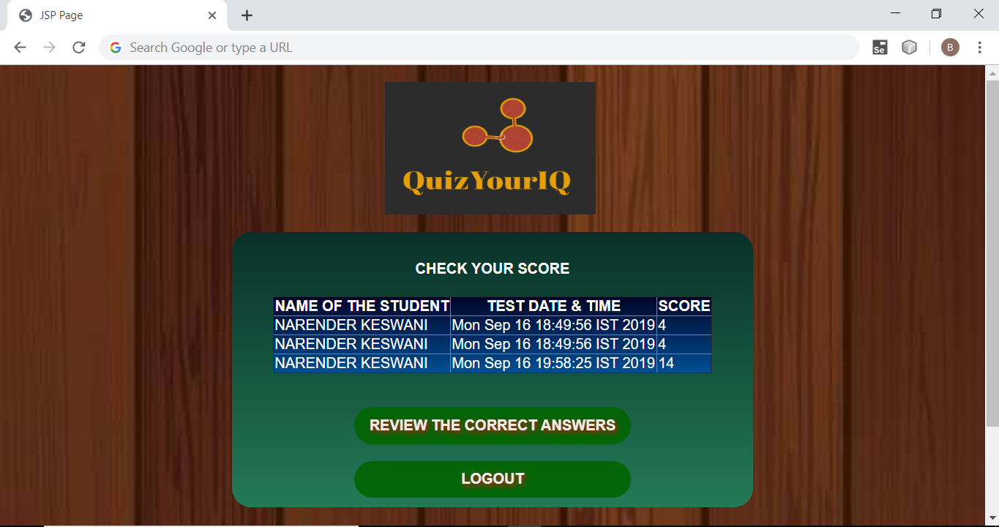 JSP Page
Search Google or type a URL
Se
B
QuizYourIQ
CHECK YOUR SCORE
NAME OF THE STUDENT TEST DATE & TIME SCORE
NARENDER KESWANI Mon Sep 16 18:49:56 IST 2019 4
NARENDER KESWANI Mon Sep 16 18:49:56 IST 2019 4
NARENDER KESWANI Mon Sep 16 19:58:25 IST 2019 14
REVIEW THE CORRECT ANSWERS
LOGOUT